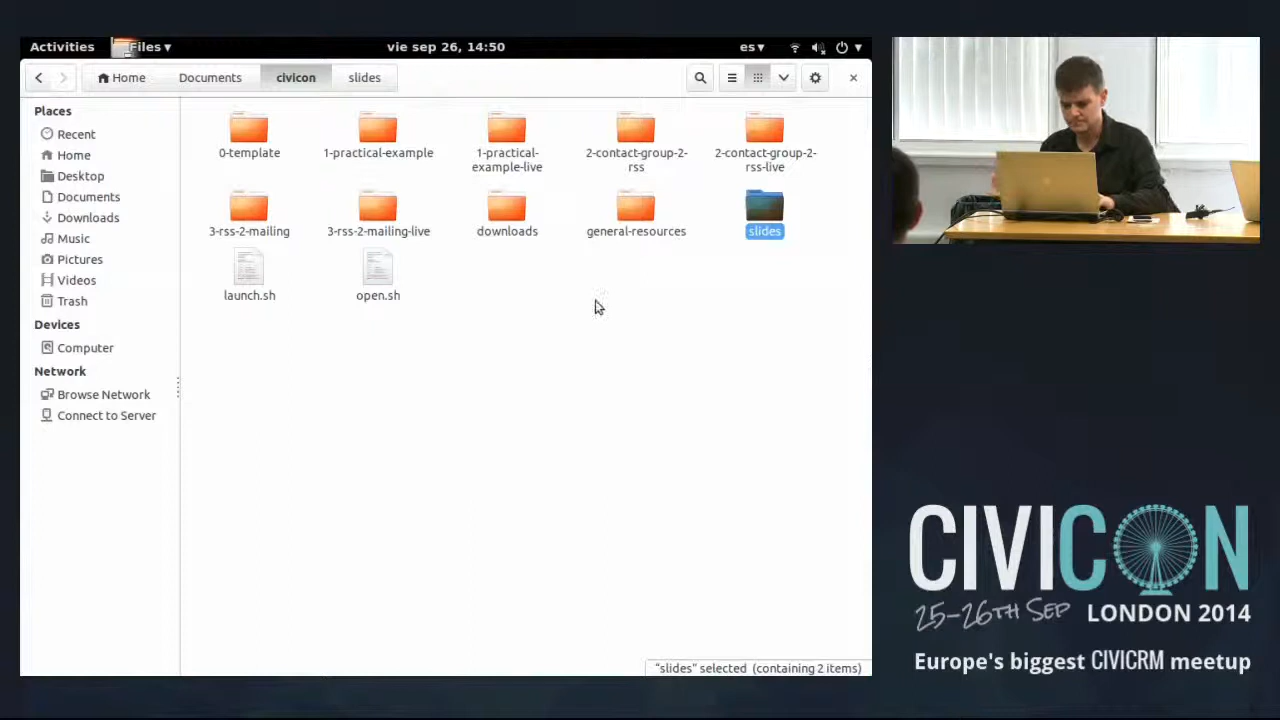 Activities
Files ▾
vie sep 26, 14:50
es ▾
Home
Documents
civicon
slides
Places
Recent
Home
Desktop
Documents
Downloads
Music
Pictures
Videos
Trash
Devices
Computer
Network
Browse Network
Connect to Server
0-template
1-practical-example
1-practical-
example-live
2-contact-group-2-
rss
2-contact-group-2-
rss-live
3-rss-2-mailing
3-rss-2-mailing-live
downloads
general-resources
slides
launch.sh
open.sh
"slides" selected (containing 2 items)
CIVICON
25-26TH SEP LONDON 2014
Europe's biggest CIVICRM meetup